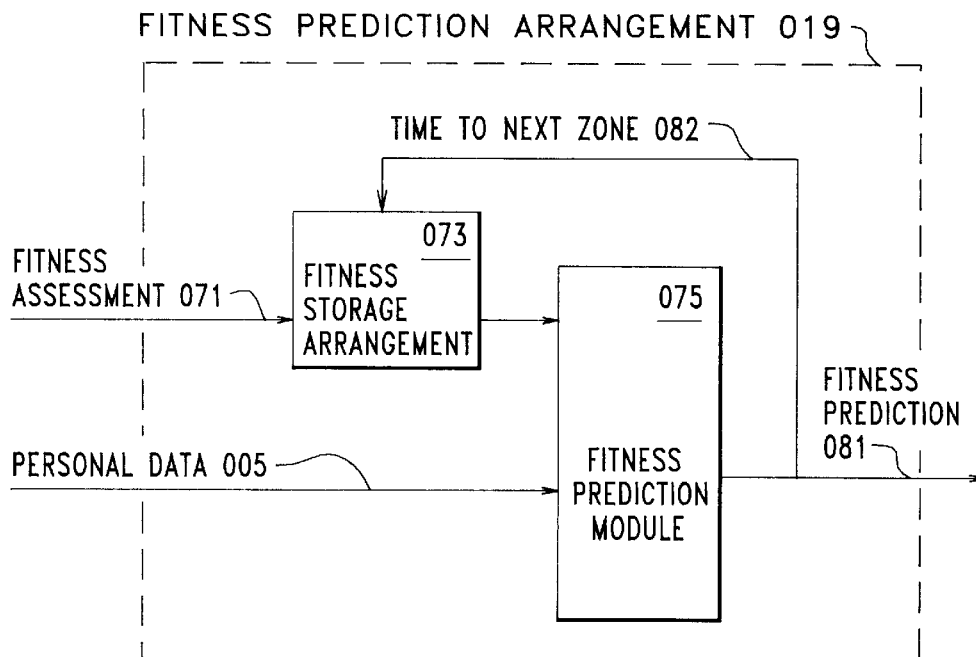 FITNESS PREDICTION ARRANGEMENT 019
TIME TO NEXT ZONE 082
073
FITNESS
STORAGE
ARRANGEMENT
FITNESS
ASSESSMENT 071
075
FITNESS
PREDICTION
MODULE
FITNESS
PREDICTION
081
PERSONAL DATA 005